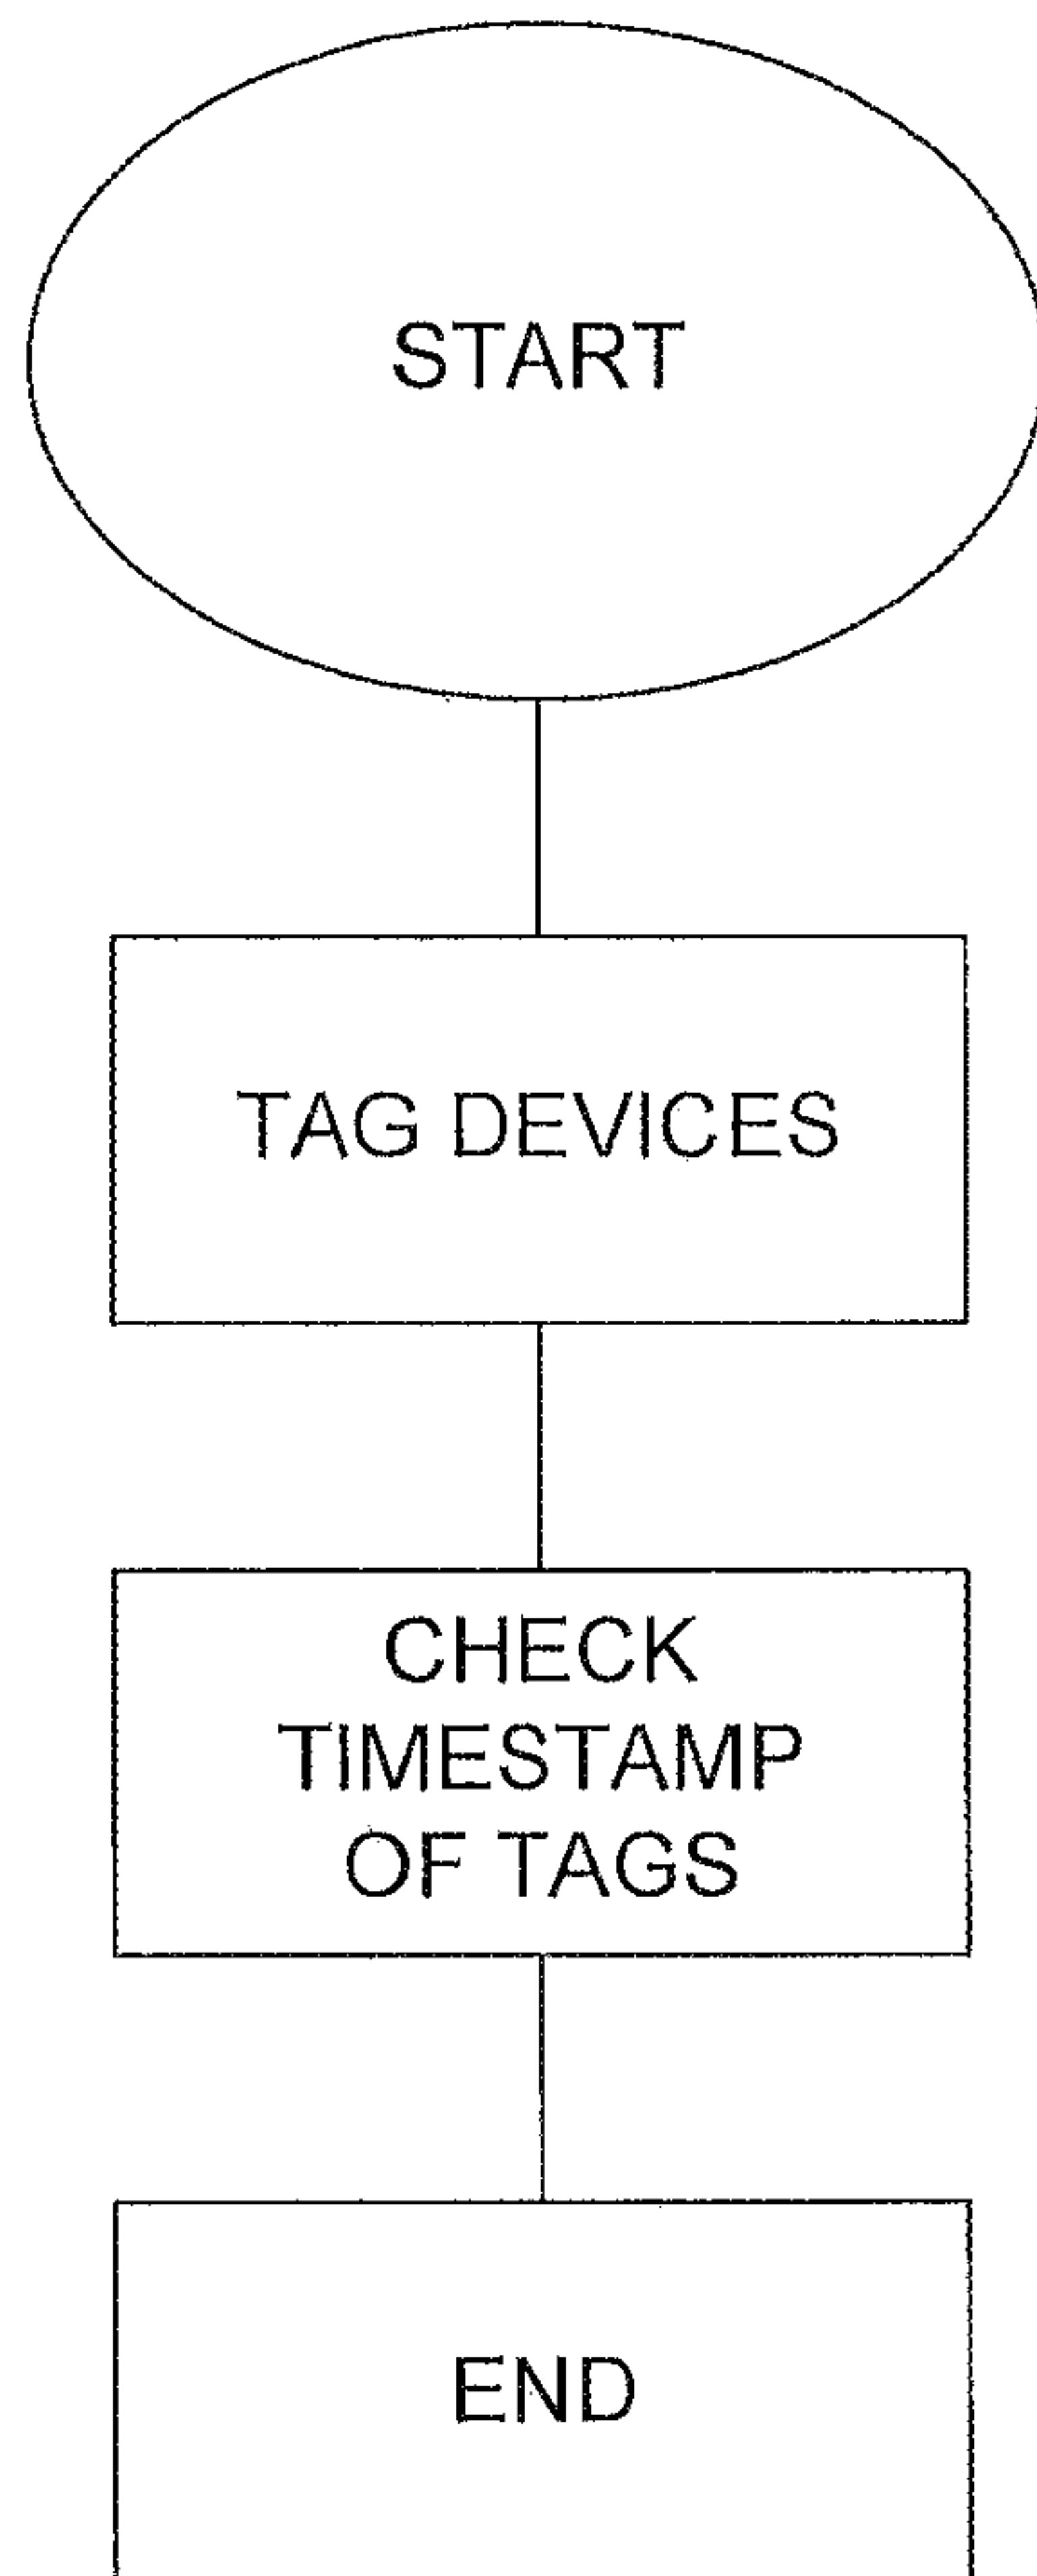 START
TAG DEVICES
CHECK
TIMESTAMP
OF TAGS
END